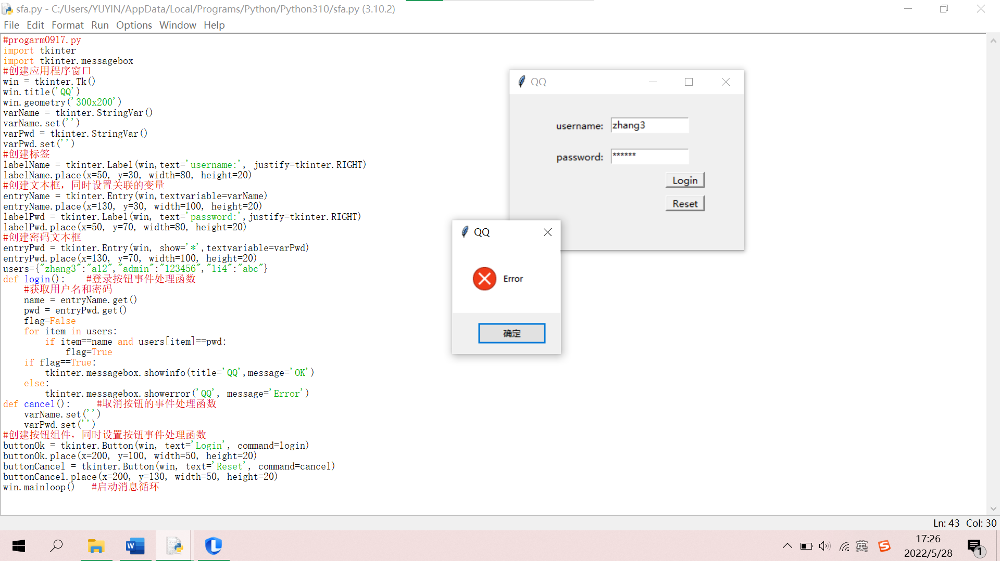 sfa.py - C:/Users/YUYIN/AppData/Local/Programs/Python/Python310/sfa.py (3.10.2)
File Edit Format Run Options Window Help
#progarm0917.py
import tkinter
import tkinter.messagebox
#创建应用程序窗口
win = tkinter.Tk()
win.title('QQ')
win.geometry('300x200')
varName = tkinter.StringVar()
varName.set('')
varPwd = tkinter.StringVar()
varPwd.set('')
#创建标签
labelName = tkinter.Label(win,text='username:', justify=tkinter.RIGHT)
labelName.place(x=50, y=30, width=80, height=20)
#创建文本框，同时设置关联的变量
entryName = tkinter.Entry(win,textvariable=varName)
entryName.place(x=130, y=30, width=100, height=20)
labelPwd = tkinter.Label(win, text='password:',justify=tkinter.RIGHT)
labelPwd.place(x=50, y=70, width=80, height=20)
#创建密码文本框
entryPwd = tkinter.Entry(win, show='*',textvariable=varPwd)
entryPwd.place(x=130, y=70, width=100, height=20)
users={"zhang3":"a12","admin":"123456","li4":"abc"}
def login():    #登录按钮事件处理函数
    #获取用户名和密码
    name = entryName.get()
    pwd = entryPwd.get()
    flag=False
    for item in users:
        if item==name and users[item]==pwd:
            flag=True
    if flag==True:
        tkinter.messagebox.showinfo(title='QQ',message='OK')
    else:
        tkinter.messagebox.showerror('QQ', message='Error')
def cancel():     #取消按钮的事件处理函数
    varName.set('')
    varPwd.set('')
#创建按钮组件，同时设置按钮事件处理函数
buttonOk = tkinter.Button(win, text='Login', command=login)
buttonOk.place(x=200, y=100, width=50, height=20)
buttonCancel = tkinter.Button(win, text='Reset', command=cancel)
buttonCancel.place(x=200, y=130, width=50, height=20)
win.mainloop()   #启动消息循环
QQ
username: zhang3
password: ******
Login
Reset
QQ
Error
确定
Ln: 43 Col: 30
W
英
S
17:26
2022/5/28
1